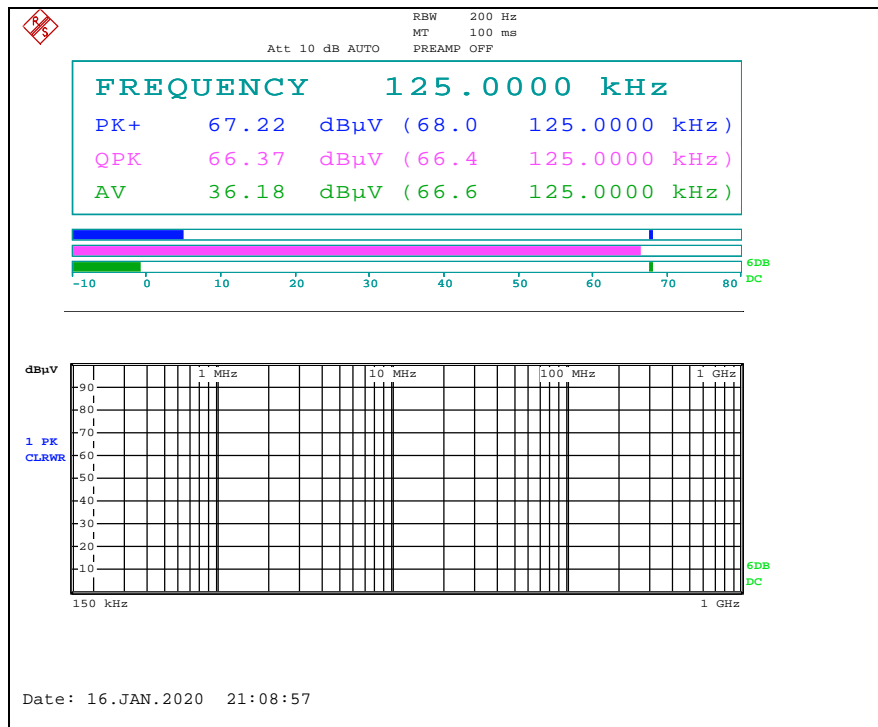 R S
RBW 200 Hz
MT 100 ms
Att 10 dB AUTO PREAMP OFF
FREQUENCY 125.0000 kHz
PK+ 67.22 dBµV (68.0 125.0000 kHz)
QPK 66.37 dBµV (66.4 125.0000 kHz)
AV 36.18 dBµV (66.6 125.0000 kHz)
6DB
-10 0 10 20 30 40 50 60 70 80 DC
dBµV 1 MHz 10 MHz 100 MHz 1 GHz
90
80
70
1 PK
CLRWR 60
50
40
30
20
10 6DB
DC
150 kHz 1 GHz
Date: 16.JAN.2020 21:08:57